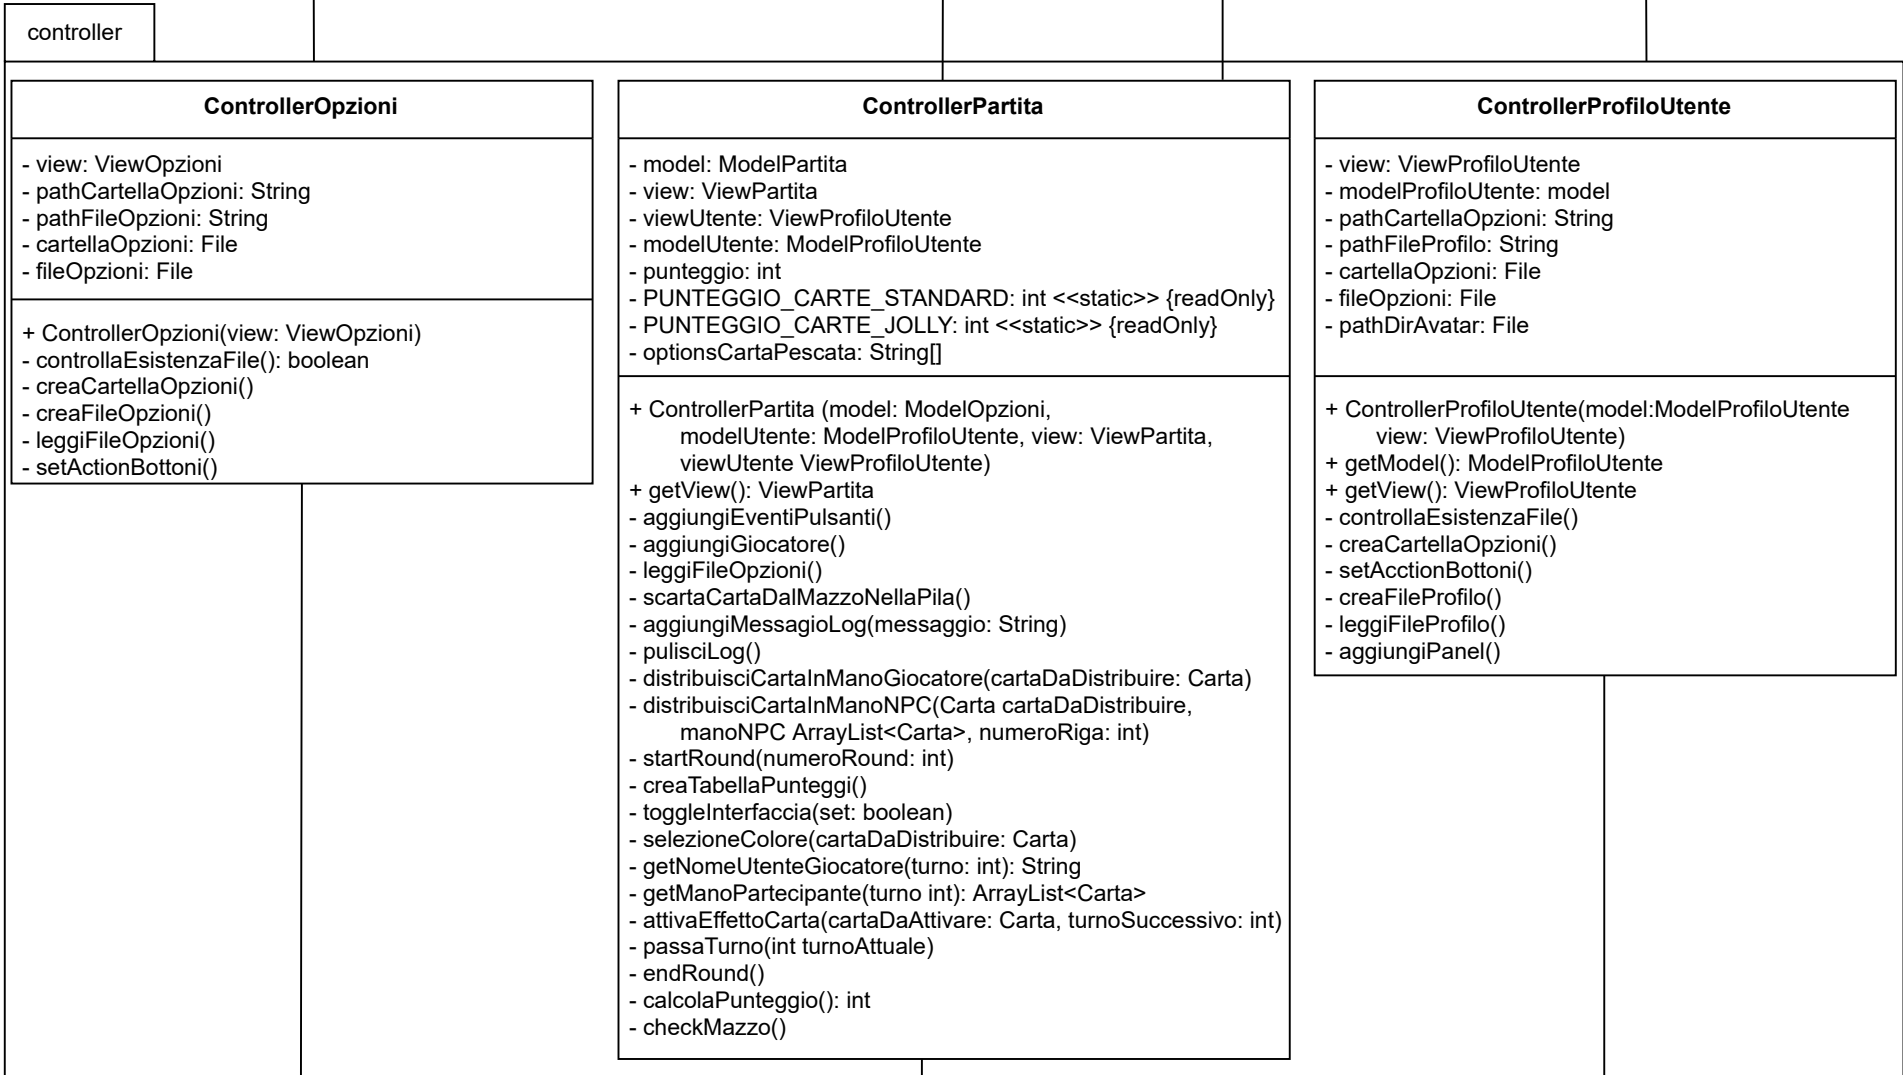 controller
ControllerOpzioni
- view: ViewOpzioni
- pathCartellaOpzioni: String
- pathFileOpzioni: String
- cartellaOpzioni: File
- fileOpzioni: File
+ ControllerOpzioni(view: ViewOpzioni)
- controllaEsistenzaFile(): boolean
- creaCartellaOpzioni()
- creaFileOpzioni()
- leggiFileOpzioni()
- setActionBottoni()
ControllerPartita
- model: ModelPartita
- view: ViewPartita
- viewUtente: ViewProfiloUtente
- modelUtente: ModelProfiloUtente
- punteggio: int
- PUNTEGGIO_CARTE_STANDARD: int <<static>> {readOnly}
- PUNTEGGIO_CARTE_JOLLY: int <<static>> {readOnly}
- optionsCartaPescata: String[]
+ ControllerPartita (model: ModelOpzioni,
modelUtente: ModelProfiloUtente, view: ViewPartita,
viewUtente ViewProfiloUtente)
+ getView(): ViewPartita
- aggiungiEventiPulsanti()
- aggiungiGiocatore()
- leggiFileOpzioni()
- scartaCartaDalMazzoNellaPila()
- aggiungiMessagioLog(messaggio: String)
- pulisciLog()
- distribuisciCartaInManoGiocatore(cartaDaDistribuire: Carta)
- distribuisciCartaInManoNPC(Carta cartaDaDistribuire,
manoNPC ArrayList<Carta>, numeroRiga: int)
- startRound(numeroRound: int)
- creaTabellaPunteggi()
- toggleInterfaccia(set: boolean)
- selezioneColore(cartaDaDistribuire: Carta)
- getNomeUtenteGiocatore(turno: int): String
- getManoPartecipante(turno int): ArrayList<Carta>
- attivaEffettoCarta(cartaDaAttivare: Carta, turnoSuccessivo: int)
- passaTurno(int turnoAttuale)
- endRound()
- calcolaPunteggio(): int
- checkMazzo()
ControllerProfiloUtente
- view: ViewProfiloUtente
- modelProfiloUtente: model
- pathCartellaOpzioni: String
- pathFileProfilo: String
- cartellaOpzioni: File
- fileOpzioni: File
- pathDirAvatar: File
+ ControllerProfiloUtente(model:ModelProfiloUtente
view: ViewProfiloUtente)
+ getModel(): ModelProfiloUtente
+ getView(): ViewProfiloUtente
- controllaEsistenzaFile()
- creaCartellaOpzioni()
- setAcctionBottoni()
- creaFileProfilo()
- leggiFileProfilo()
- aggiungiPanel()